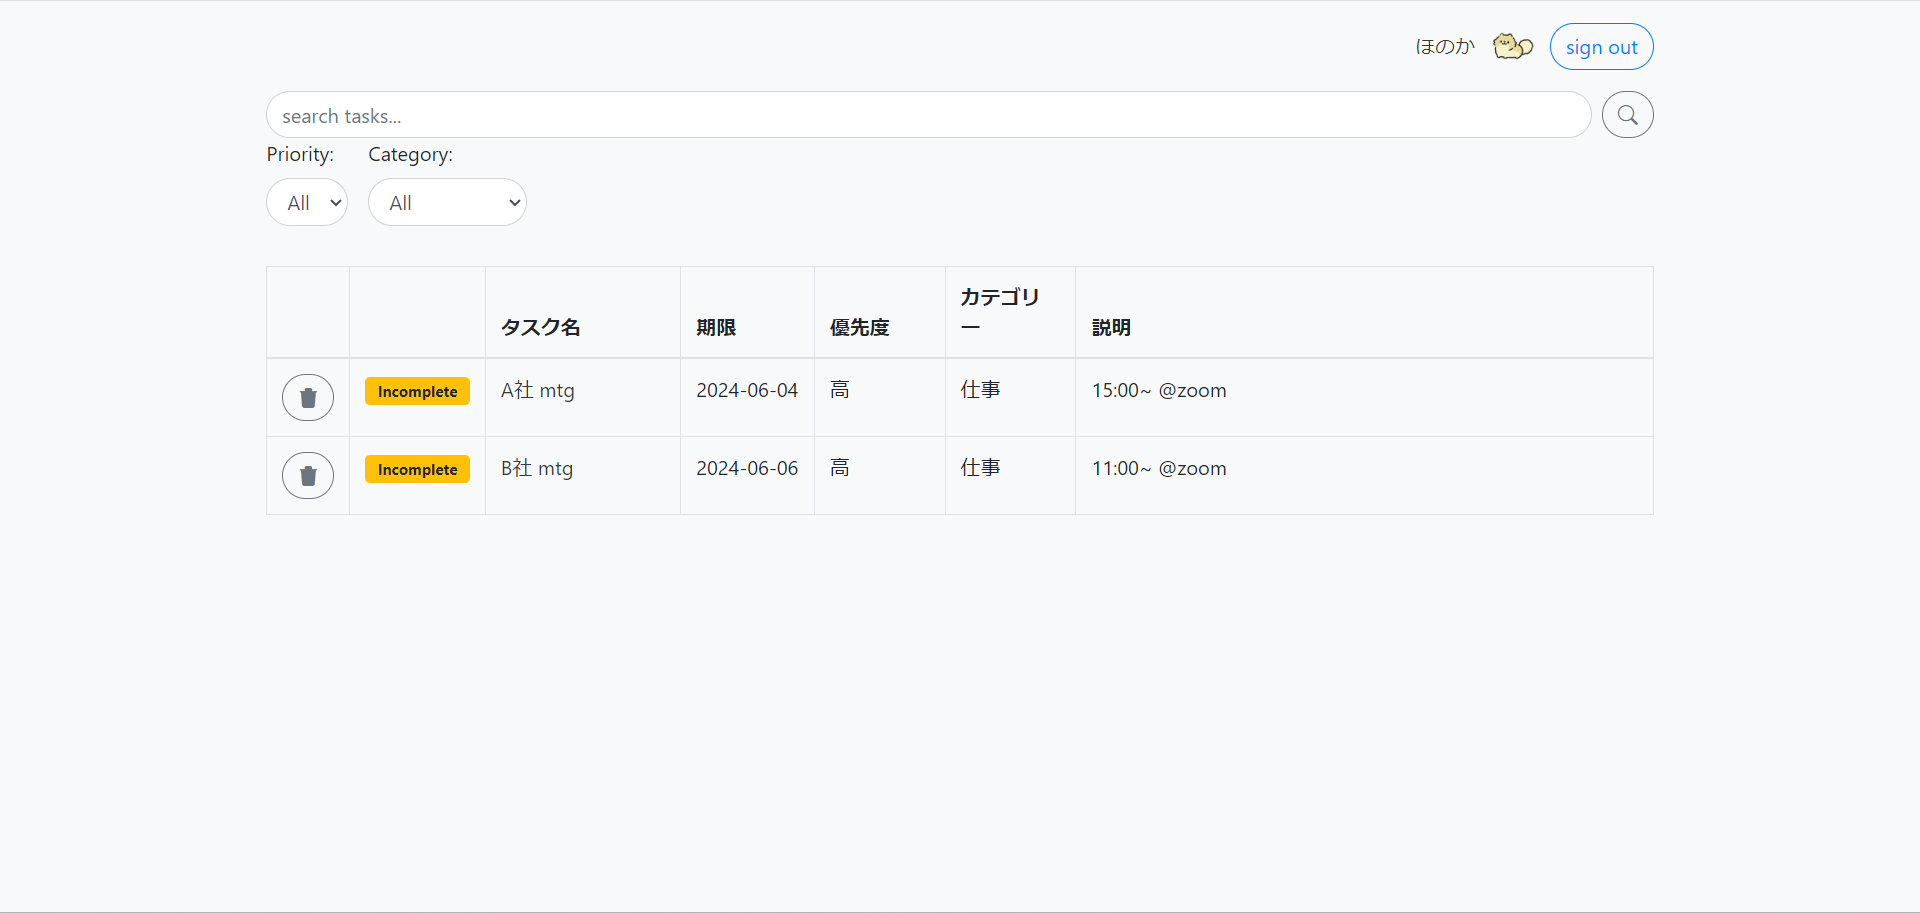 ほのか sign out
search tasks...
Priority: Category:
All All
タスク名 期限 優先度 カテゴリ
ー 説明
Incomplete A社 mtg 2024-06-04 高 仕事 15:00~ @zoom
Incomplete B社 mtg 2024-06-06 高 仕事 11:00~ @zoom